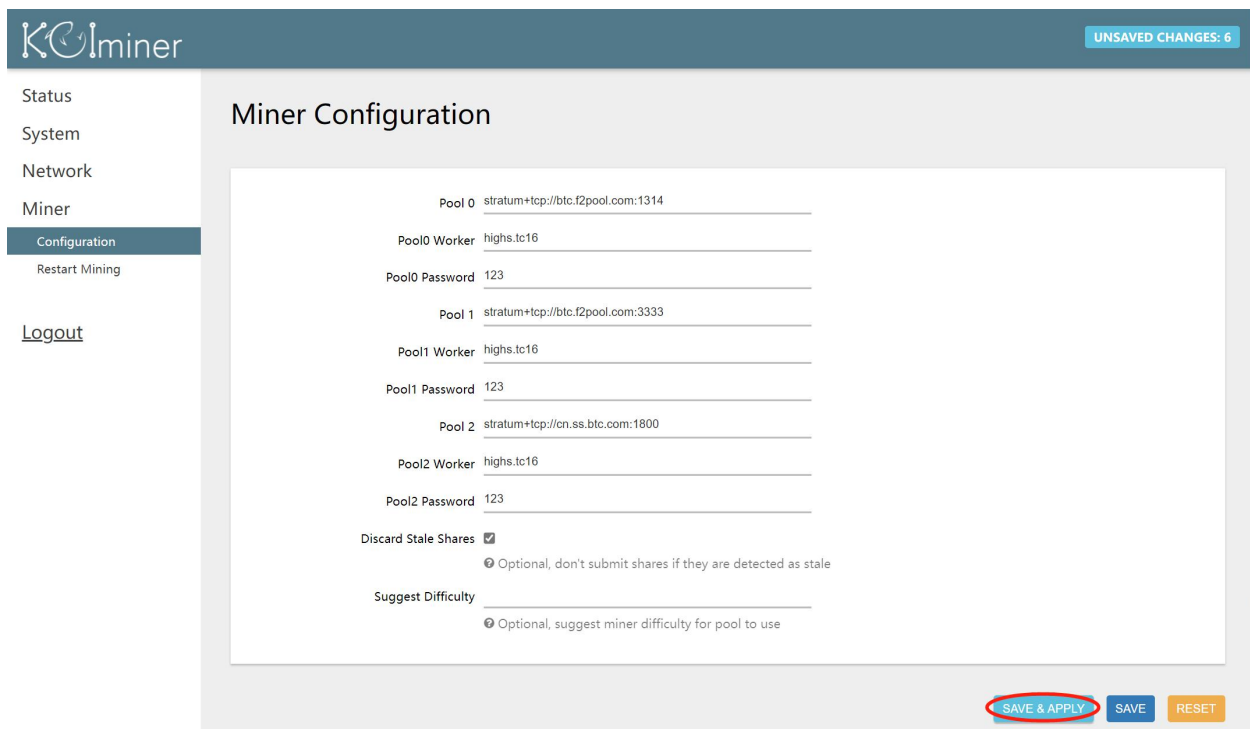 KOIminer
UNSAVED CHANGES: 6
Status
System
Network
Miner
Configuration
Restart Mining
Logout
Miner Configuration
Pool 0 stratum+tcp://btc.f2pool.com:1314
Pool0 Worker highs.tc16
Pool0 Password 123
Pool 1 stratum+tcp://btc.f2pool.com:3333
Pool1 Worker highs.tc16
Pool1 Password 123
Pool 2 stratum+tcp://cn.ss.btc.com:1800
Pool2 Worker highs.tc16
Pool2 Password 123
Discard Stale Shares
Optional, don't submit shares if they are detected as stale
Suggest Difficulty
Optional, suggest miner difficulty for pool to use
SAVE & APPLY SAVE RESET